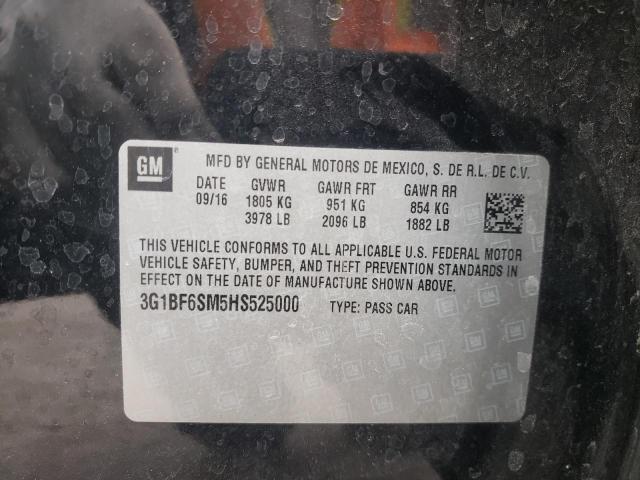 GM
MFD BY GENERAL MOTORS DE MEXICO, S. DE R.L. DE C.V.
DATE GVWR GAWR FRT GAWR RR
09/16 1805 KG 951 KG 854 KG
3978 LB 2096 LB 1882 LB
THIS VEHICLE CONFORMS TO ALL APPLICABLE U.S. FEDERAL MOTOR
VEHICLE SAFETY, BUMPER, AND THEFT PREVENTION STANDARDS IN
EFFECT ON THE DATE OF MANUFACTURE SHOWN ABOVE.
3G1BF6SM5HS525000 TYPE: PASS CAR